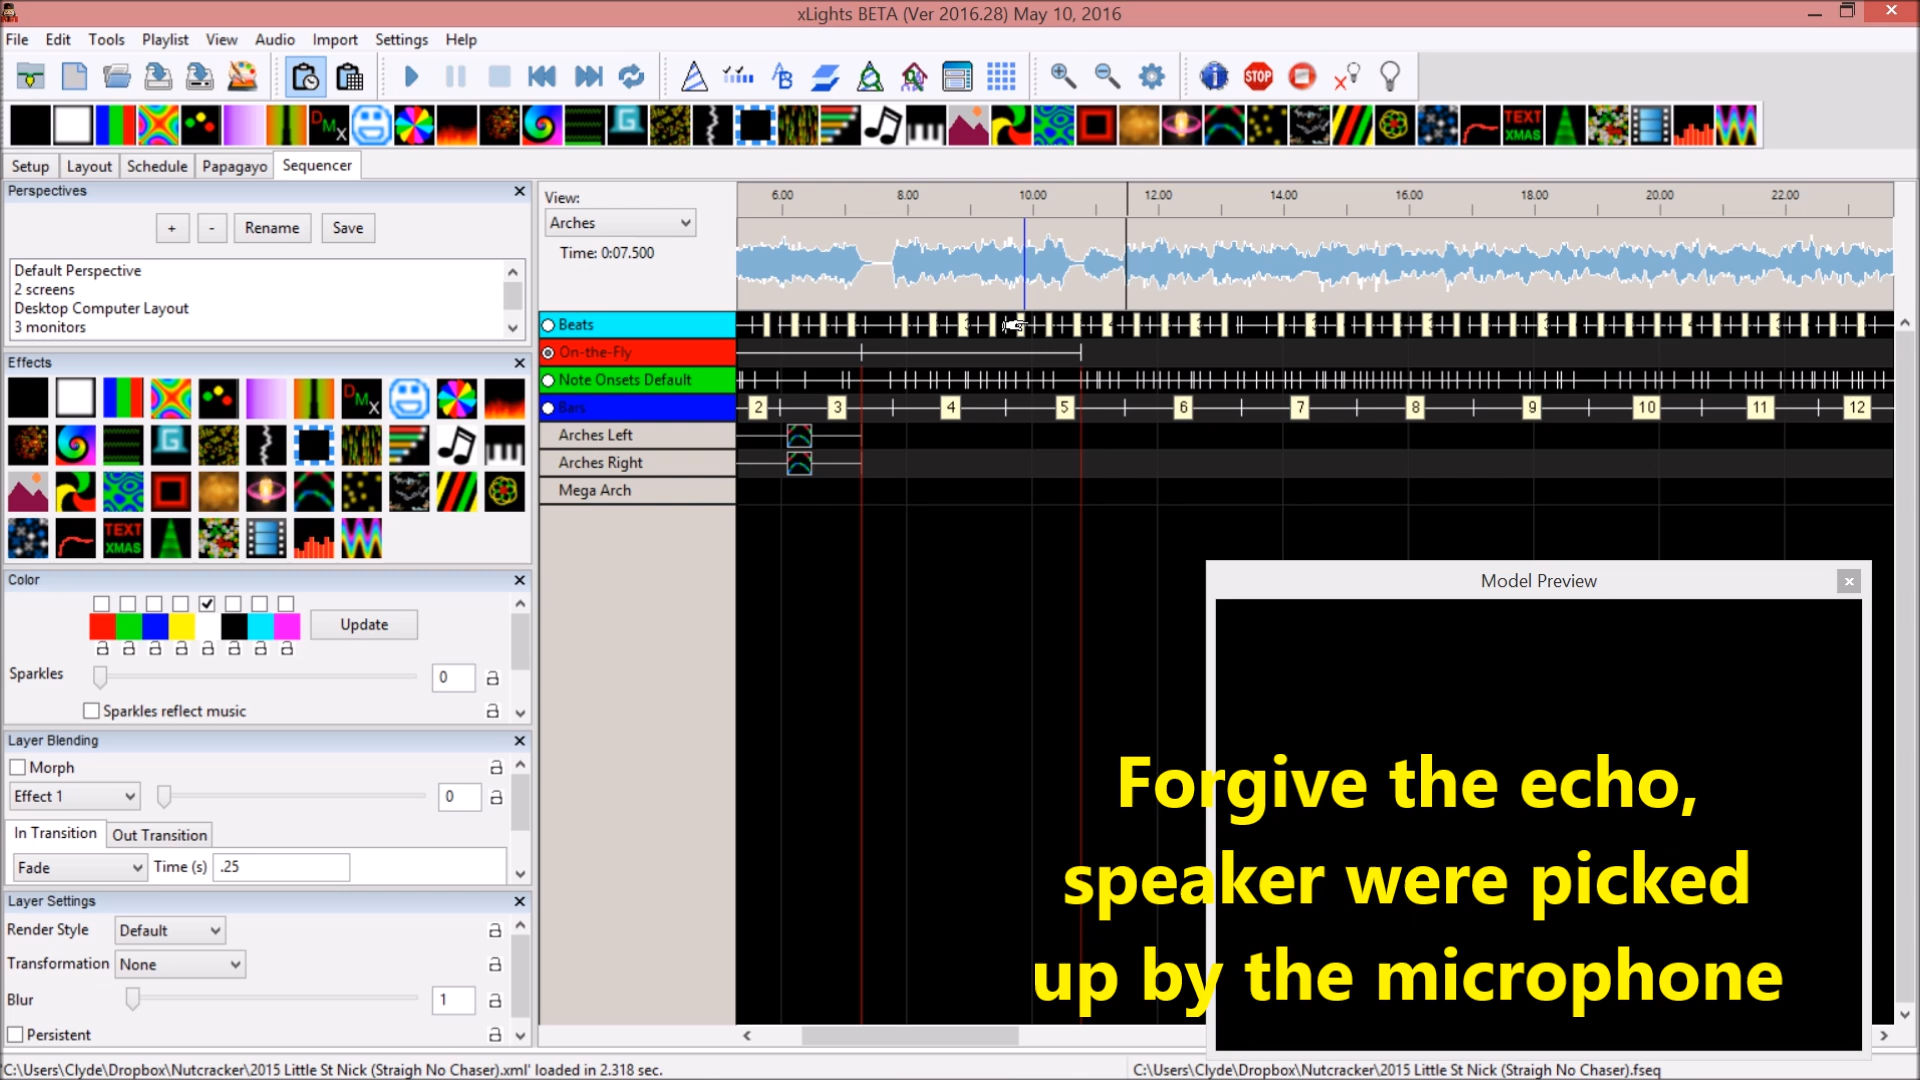 xLights BETA (Ver 2016.28) May 10, 2016
File Edit Tools Playlist View Audio Import Settings Help
DMX
TEXT XMAS
Setup Layout Schedule Papagayo Sequencer
Perspectives
+ - Rename Save
Default Perspective
2 screens
Desktop Computer Layout
3 monitors
Effects
DMX
G
TEXT XMAS
Color
Update
Sparkles 0
Sparkles reflect music
Layer Blending
Morph
Effect 1 0
In Transition Out Transition
Fade Time (s) .25
Layer Settings
Render Style Default
Transformation None
Blur 1
Persistent
View:
Arches
Time: 0:07.500
6.00 8.00 10.00 12.00 14.00 16.00 18.00 20.00 22.00
Beats
On-the-Fly
Note Onsets Default
Bars 2 3 4 5 6 7 8 9 10 11 12
Arches Left
Arches Right
Mega Arch
Model Preview
Forgive the echo,
speaker were picked
up by the microphone
'C:\Users\Clyde\Dropbox\Nutcracker\2015 Little St Nick (Straigh No Chaser).xml' loaded in 2.318 sec.
C:\Users\Clyde\Dropbox\Nutcracker\2015 Little St Nick (Straigh No Chaser).fseq